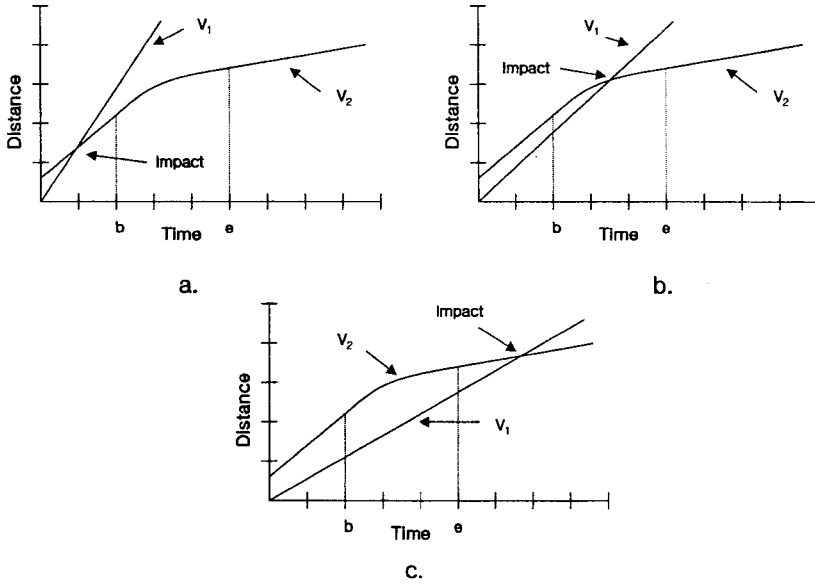 V₁
V₂
Impact
Distance
b
Time
e
a.
V₁
Impact
V₂
Distance
b
Time
e
b.
Impact
V₂
V₁
Distance
b
Time
e
c.